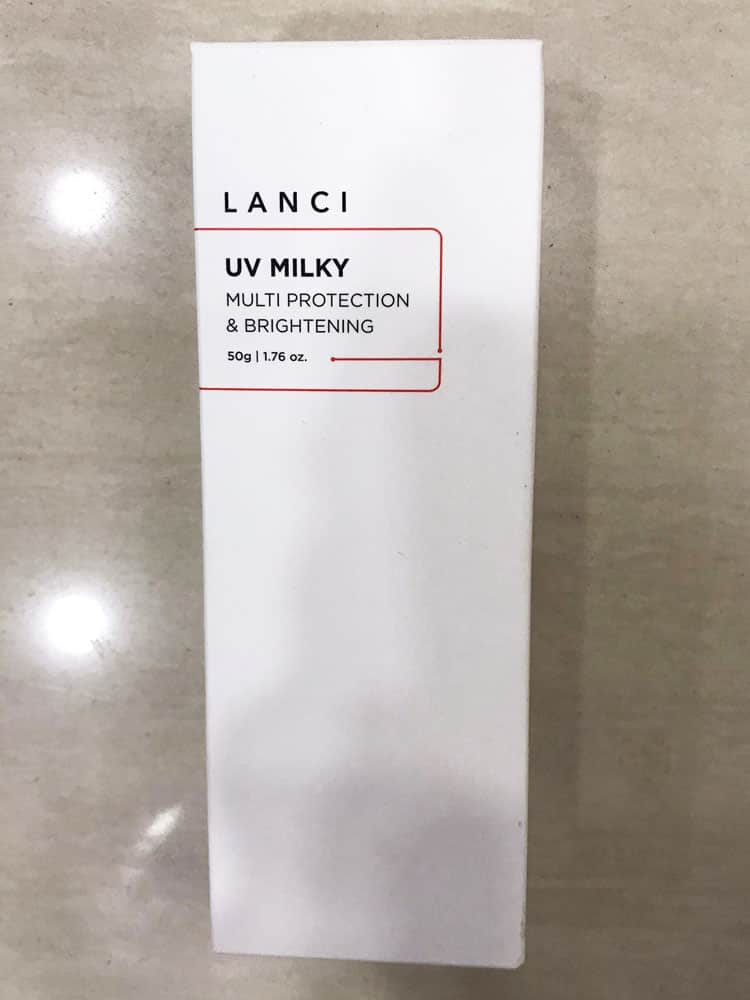 LANCI
UV MILKY
MULTI PROTECTION
& BRIGHTENING
50g | 1.76 oz.